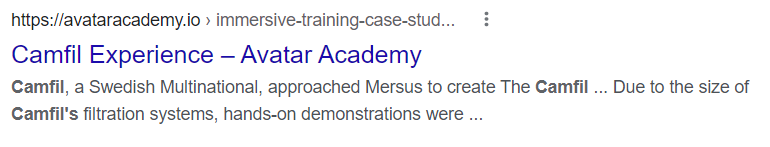 https://avataracademy.io › immersive-training-case-stud...
Camfil Experience – Avatar Academy
Camfil, a Swedish Multinational, approached Mersus to create The Camfil ... Due to the size of
Camfil's filtration systems, hands-on demonstrations were ...